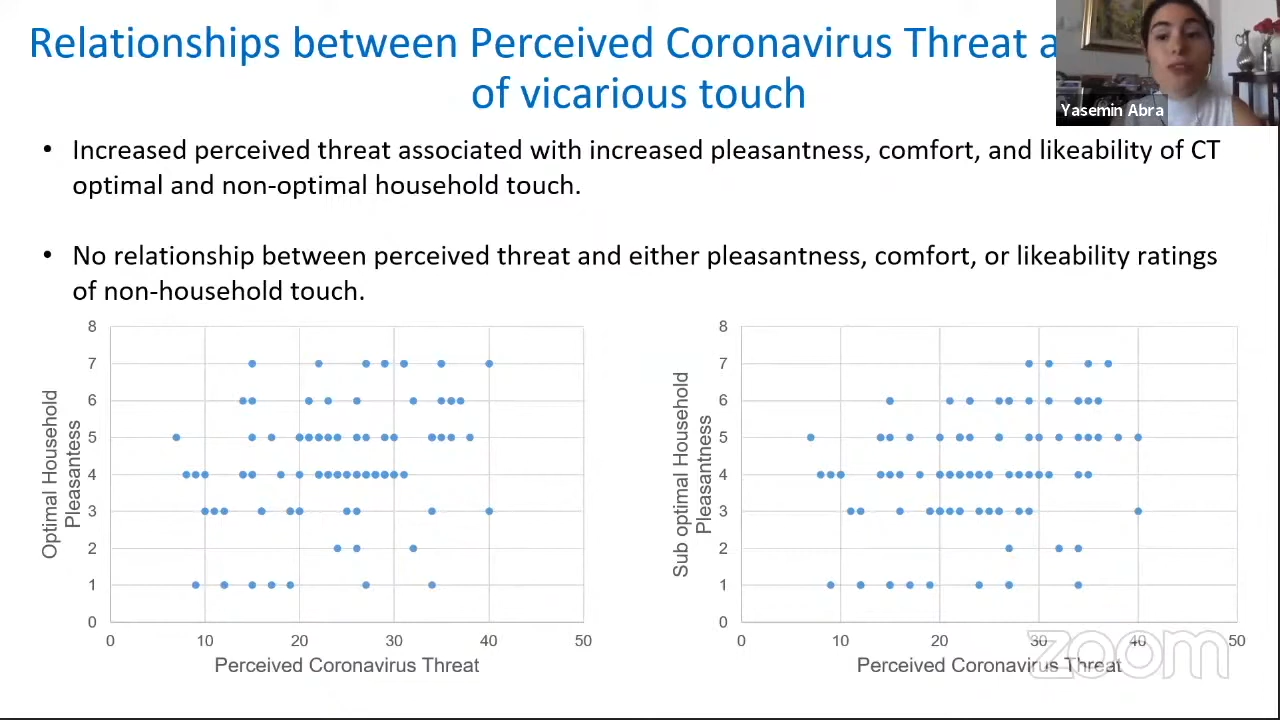 Relationships between Perceived Coronavirus Threat a
of vicarious touch
Yasemin Abra
• Increased perceived threat associated with increased pleasantness, comfort, and likeability of CT
optimal and non-optimal household touch.
• No relationship between perceived threat and either pleasantness, comfort, or likeability ratings
of non-household touch.
Optimal Household
Pleasantess
8
7
6
5
4
3
2
1
0
0 10 20 30 40 50
Perceived Coronavirus Threat
Sub optimal Household
Pleasantness
8
7
6
5
4
3
2
1
0
0 10 20 30 40 50
Perceived Coronavirus Threat
zoom